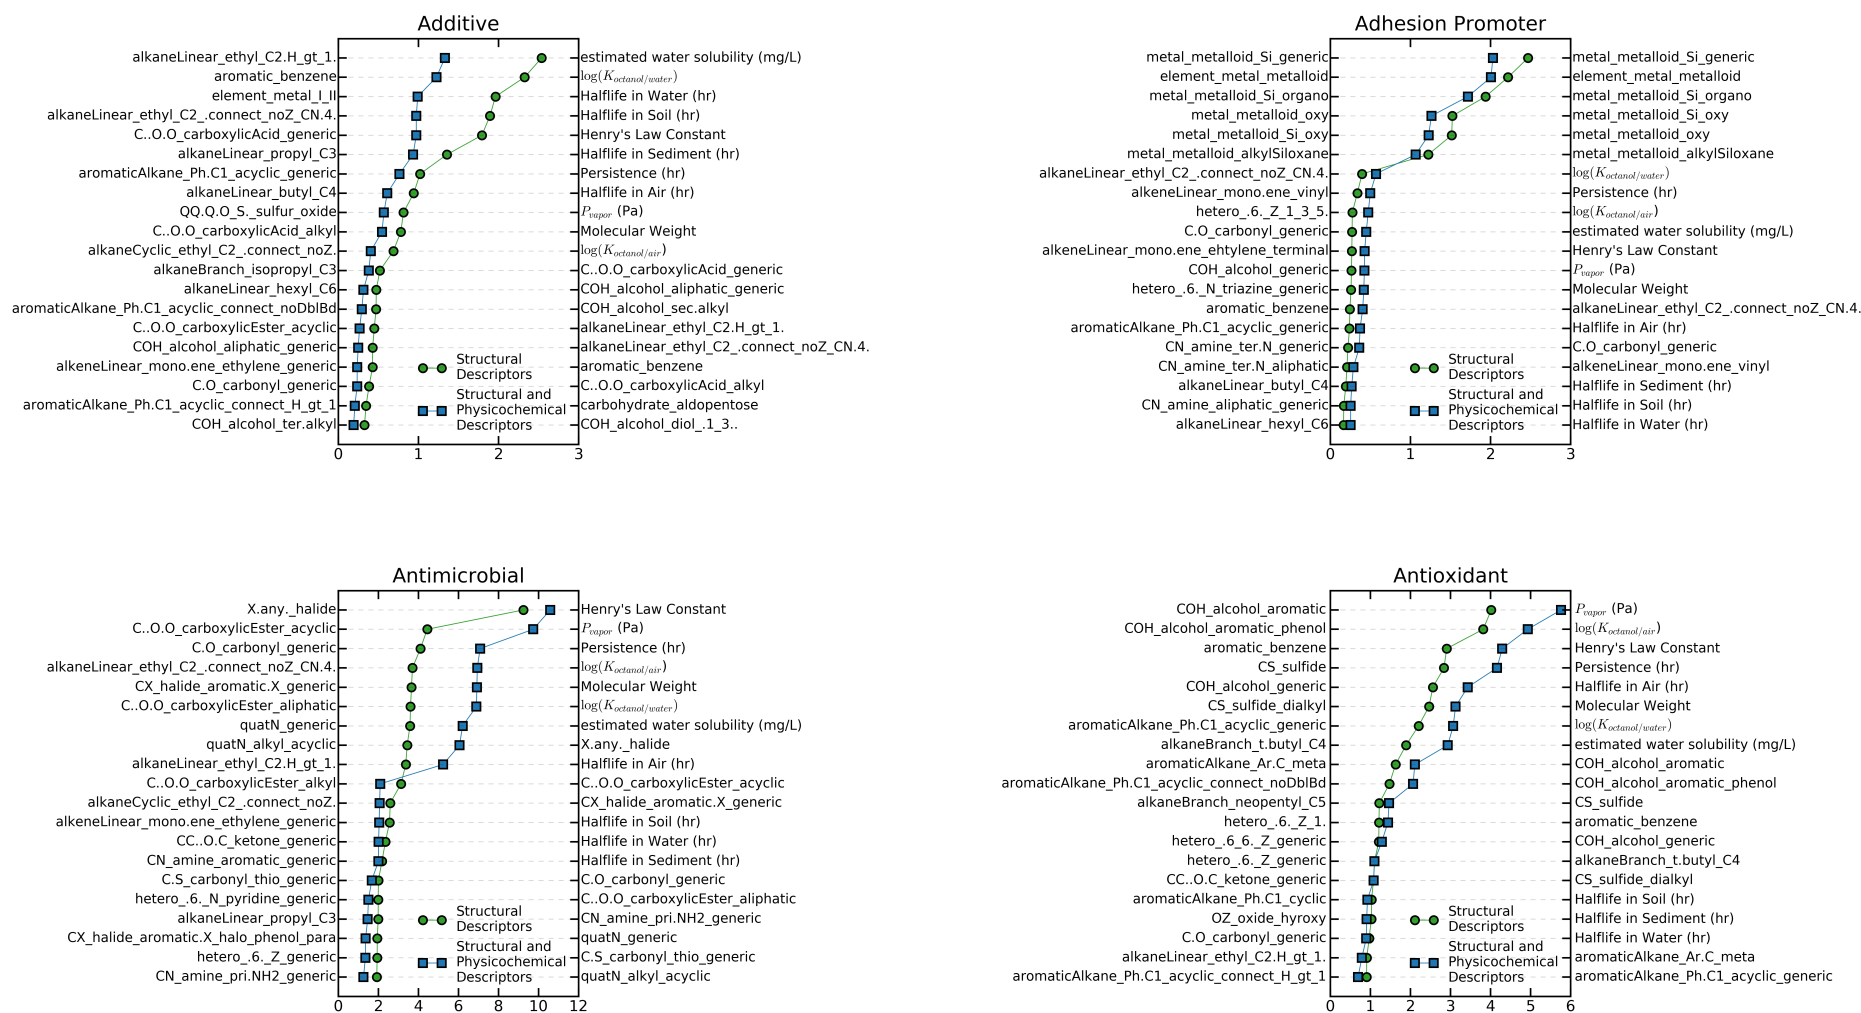 Additive
alkaneLinear_ethyl_C2.H_gt_1.
aromatic_benzene
element_metal_I_II
alkaneLinear_ethyl_C2_.connect_noZ_CN.4.
C..O.O_carboxylicAcid_generic
alkaneLinear_propyl_C3
aromaticAlkane_Ph.C1_acyclic_generic
alkaneLinear_butyl_C4
QQ.Q.O_S._sulfur_oxide
C..O.O_carboxylicAcid_alkyl
alkaneCyclic_ethyl_C2_.connect_noZ.
alkaneBranch_isopropyl_C3
alkaneLinear_hexyl_C6
aromaticAlkane_Ph.C1_acyclic_connect_noDblBd
C..O.O_carboxylicEster_acyclic
COH_alcohol_aliphatic_generic
alkeneLinear_mono.ene_ethylene_generic
C.O_carbonyl_generic
aromaticAlkane_Ph.C1_acyclic_connect_H_gt_1
COH_alcohol_ter.alkyl
estimated water solubility (mg/L)
log(K_octanol/water)
Halflife in Water (hr)
Halflife in Soil (hr)
Henry's Law Constant
Halflife in Sediment (hr)
Persistence (hr)
Halflife in Air (hr)
P_vapor (Pa)
Molecular Weight
log(K_octanol/air)
C..O.O_carboxylicAcid_generic
COH_alcohol_aliphatic_generic
COH_alcohol_sec.alkyl
alkaneLinear_ethyl_C2.H_gt_1.
alkaneLinear_ethyl_C2_.connect_noZ_CN.4.
aromatic_benzene
C..O.O_carboxylicAcid_alkyl
carbohydrate_aldopentose
COH_alcohol_diol_.1_3..
Structural
Descriptors
Structural and
Physicochemical
Descriptors
0 1 2 3
Adhesion Promoter
metal_metalloid_Si_generic
element_metal_metalloid
metal_metalloid_Si_organo
metal_metalloid_oxy
metal_metalloid_Si_oxy
metal_metalloid_alkylSiloxane
alkaneLinear_ethyl_C2_.connect_noZ_CN.4.
alkeneLinear_mono.ene_vinyl
hetero_.6._Z_1_3_5.
C.O_carbonyl_generic
alkeneLinear_mono.ene_ehtylene_terminal
COH_alcohol_generic
hetero_.6._N_triazine_generic
aromatic_benzene
aromaticAlkane_Ph.C1_acyclic_generic
CN_amine_ter.N_generic
CN_amine_ter.N_aliphatic
alkaneLinear_butyl_C4
CN_amine_aliphatic_generic
alkaneLinear_hexyl_C6
metal_metalloid_Si_generic
element_metal_metalloid
metal_metalloid_Si_organo
metal_metalloid_Si_oxy
metal_metalloid_oxy
metal_metalloid_alkylSiloxane
log(K_octanol/water)
Persistence (hr)
log(K_octanol/air)
estimated water solubility (mg/L)
Henry's Law Constant
P_vapor (Pa)
Molecular Weight
alkaneLinear_ethyl_C2_.connect_noZ_CN.4.
Halflife in Air (hr)
C.O_carbonyl_generic
alkeneLinear_mono.ene_vinyl
Halflife in Sediment (hr)
Halflife in Soil (hr)
Halflife in Water (hr)
Structural
Descriptors
Structural and
Physicochemical
Descriptors
0 1 2 3
Antimicrobial
X.any._halide
C..O.O_carboxylicEster_acyclic
C.O_carbonyl_generic
alkaneLinear_ethyl_C2_.connect_noZ_CN.4.
CX_halide_aromatic.X_generic
C..O.O_carboxylicEster_aliphatic
quatN_generic
quatN_alkyl_acyclic
alkaneLinear_ethyl_C2.H_gt_1.
C..O.O_carboxylicEster_alkyl
alkaneCyclic_ethyl_C2_.connect_noZ.
alkeneLinear_mono.ene_ethylene_generic
CC..O.C_ketone_generic
CN_amine_aromatic_generic
C.S_carbonyl_thio_generic
hetero_.6._N_pyridine_generic
alkaneLinear_propyl_C3
CX_halide_aromatic.X_halo_phenol_para
hetero_.6._Z_generic
CN_amine_pri.NH2_generic
Henry's Law Constant
P_vapor (Pa)
Persistence (hr)
log(K_octanol/air)
Molecular Weight
log(K_octanol/water)
estimated water solubility (mg/L)
X.any._halide
Halflife in Air (hr)
C..O.O_carboxylicEster_acyclic
CX_halide_aromatic.X_generic
Halflife in Soil (hr)
Halflife in Water (hr)
Halflife in Sediment (hr)
C.O_carbonyl_generic
C..O.O_carboxylicEster_aliphatic
CN_amine_pri.NH2_generic
quatN_generic
C.S_carbonyl_thio_generic
quatN_alkyl_acyclic
Structural
Descriptors
Structural and
Physicochemical
Descriptors
0 2 4 6 8 10 12
Antioxidant
COH_alcohol_aromatic
COH_alcohol_aromatic_phenol
aromatic_benzene
CS_sulfide
COH_alcohol_generic
CS_sulfide_dialkyl
aromaticAlkane_Ph.C1_acyclic_generic
alkaneBranch_t.butyl_C4
aromaticAlkane_Ar.C_meta
aromaticAlkane_Ph.C1_acyclic_connect_noDblBd
alkaneBranch_neopentyl_C5
hetero_.6._Z_1.
hetero_.6_6._Z_generic
hetero_.6._Z_generic
CC..O.C_ketone_generic
aromaticAlkane_Ph.C1_cyclic
OZ_oxide_hyroxy
C.O_carbonyl_generic
alkaneLinear_ethyl_C2.H_gt_1.
aromaticAlkane_Ph.C1_acyclic_connect_H_gt_1
P_vapor (Pa)
log(K_octanol/air)
Henry's Law Constant
Persistence (hr)
Halflife in Air (hr)
Molecular Weight
log(K_octanol/water)
estimated water solubility (mg/L)
COH_alcohol_aromatic
COH_alcohol_aromatic_phenol
CS_sulfide
aromatic_benzene
COH_alcohol_generic
alkaneBranch_t.butyl_C4
CS_sulfide_dialkyl
Halflife in Soil (hr)
Halflife in Sediment (hr)
Halflife in Water (hr)
aromaticAlkane_Ar.C_meta
aromaticAlkane_Ph.C1_acyclic_generic
Structural
Descriptors
Structural and
Physicochemical
Descriptors
0 1 2 3 4 5 6